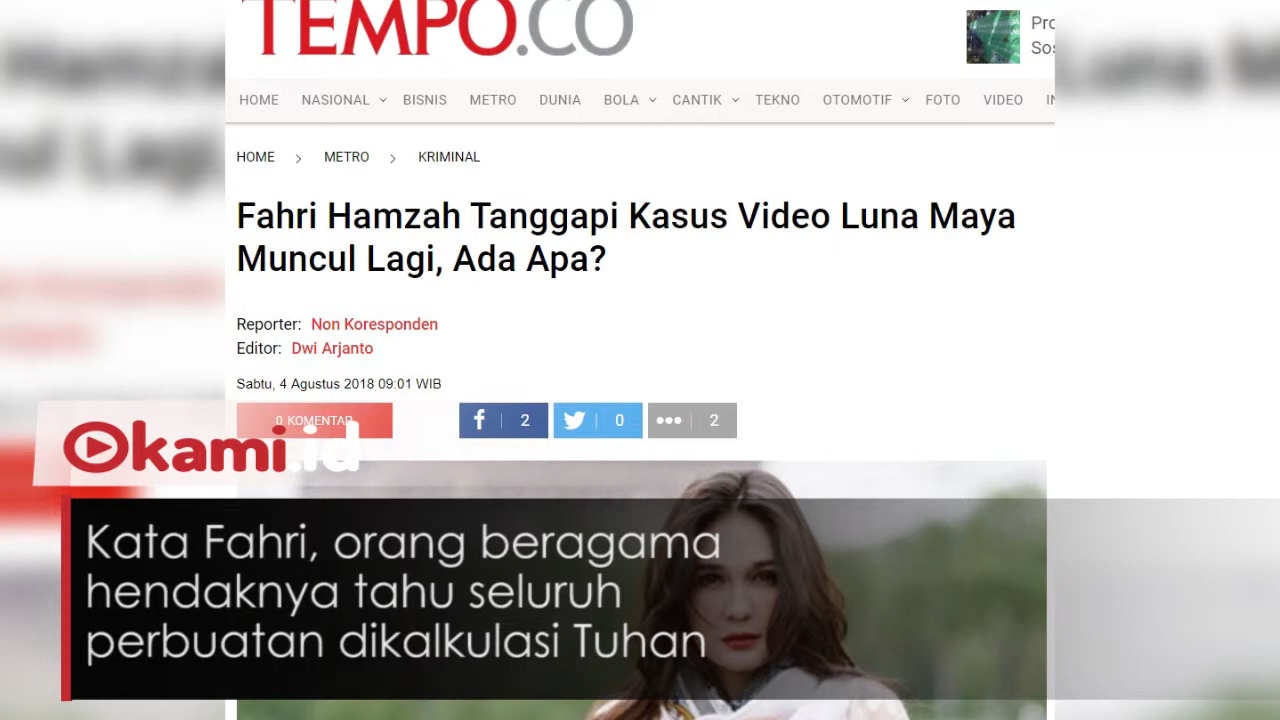 TEMPO.CO
Pro
Sos
HOME NASIONAL BISNIS METRO DUNIA BOLA CANTIK TEKNO OTOMOTIF FOTO VIDEO
HOME > METRO > KRIMINAL
Fahri Hamzah Tanggapi Kasus Video Luna Maya
Muncul Lagi, Ada Apa?
Reporter: Non Koresponden
Editor: Dwi Arjanto
Sabtu, 4 Agustus 2018 09:01 WIB
0 KOMENTAR
2
0
2
Okami.id
Kata Fahri, orang beragama
hendaknya tahu seluruh
perbuatan dikalkulasi Tuhan